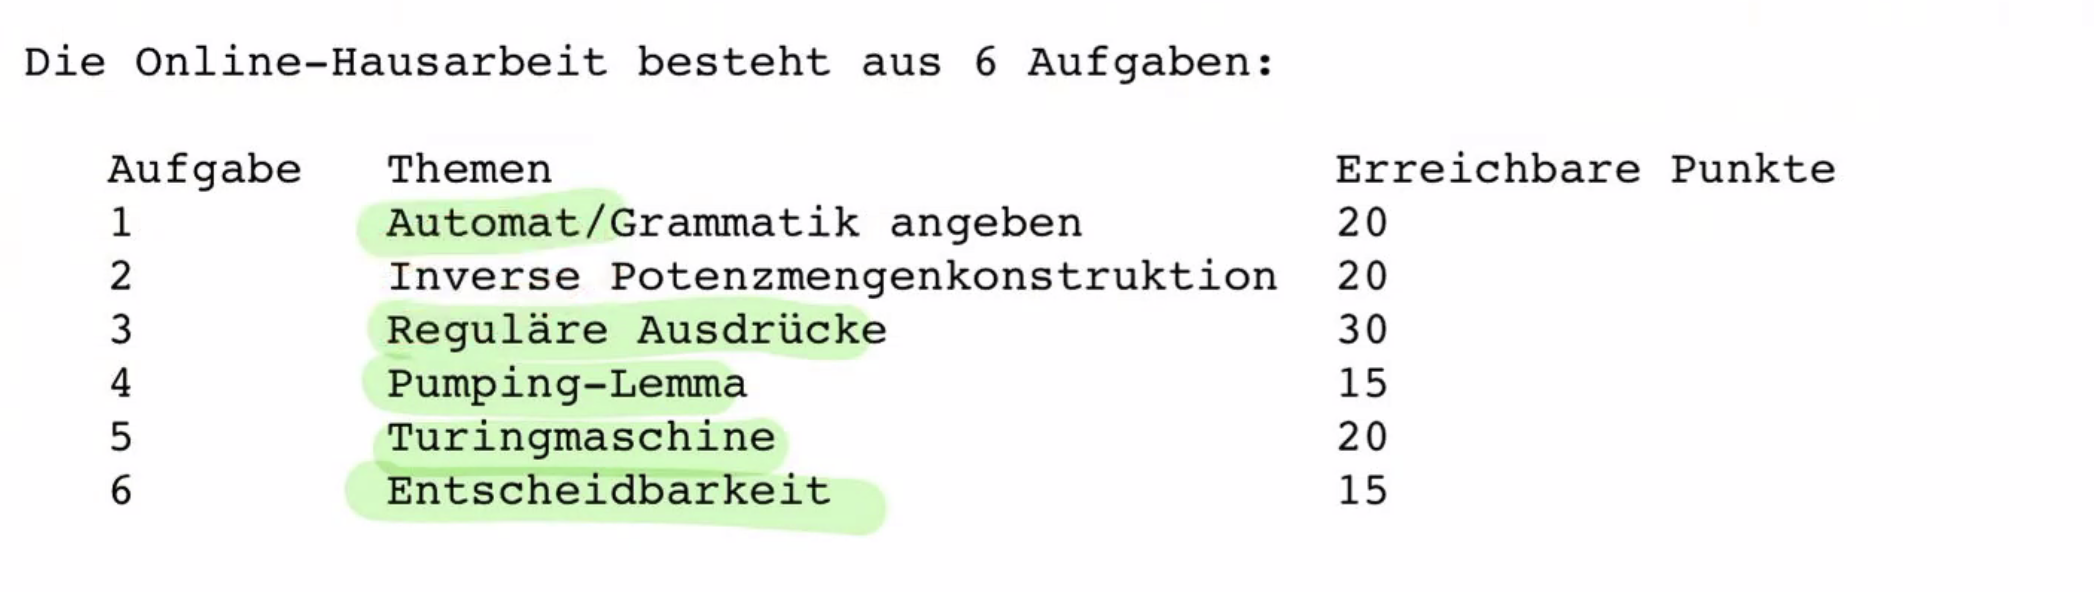 Die Online-Hausarbeit besteht aus 6 Aufgaben:
Aufgabe Themen Erreichbare Punkte
1 Automat/Grammatik angeben 20
2 Inverse Potenzmengenkonstruktion 20
3 Reguläre Ausdrücke 30
4 Pumping-Lemma 15
5 Turingmaschine 20
6 Entscheidbarkeit 15